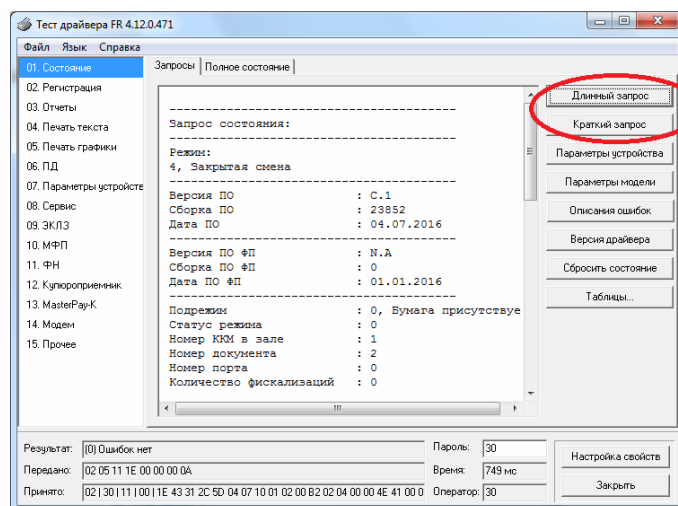 Тест драйвера FR 4.12.0.471
Файл Язык Справка
01. Состояние
02. Регистрация
03. Отчеты
04. Печать текста
05. Печать графики
06. ПД
07. Параметры устройств
08. Сервис
09. ЭКЛЗ
10. МФП
11. ФН
12. Купюроприемник
13. MasterPay-K
14. Модем
15. Прочее
Запросы Полное состояние
Запрос состояния:
Режим:
4, Закрытая смена
Версия ПО : C.1
Сборка ПО : 23852
Дата ПО : 04.07.2016
Версия ПО ФП : N.A
Сборка ПО ФП : 0
Дата ПО ФП : 01.01.2016
Подрежим : 0, Бумага присутствуе
Статус режима : 0
Номер ККМ в зале : 1
Номер документа : 2
Номер порта : 0
Количество фискализаций : 0
Длинный запрос
Краткий запрос
Параметры устройства
Параметры модели
Описания ошибок
Версия драйвера
Сбросить состояние
Таблицы...
Результат: (0) Ошибок нет
Пароль: 30
Настройка свойств
Передано: 02 05 11 1E 00 00 00 0A
Время: 749 мс
Принято: 02 | 30 | 11 | 00 | 1E 43 31 2C 5D 04 07 10 01 02 00 B2 02 04 00 00 4E 41 00 0
Оператор: 30
Закрыть